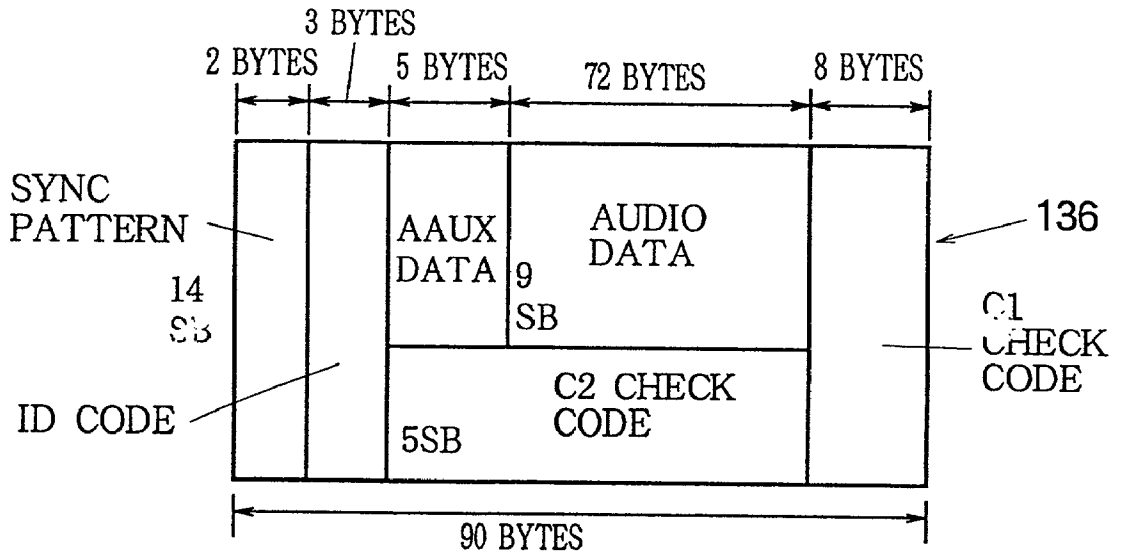 3 BYTES
2 BYTES
5 BYTES
72 BYTES
8 BYTES
SYNC
PATTERN
AAUX
DATA
AUDIO
DATA
136
14
SB
9
SB
C1
CHECK
CODE
C2 CHECK
CODE
ID CODE
5SB
90 BYTES